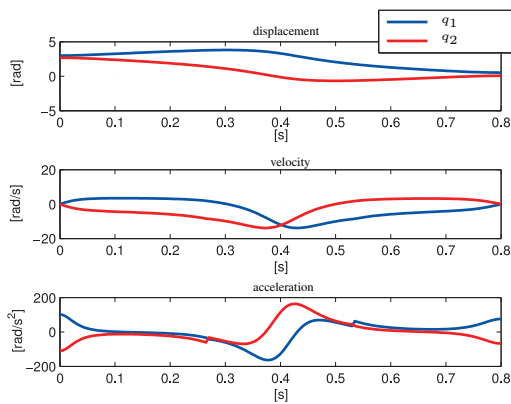 displacement
q₁
q₂
[rad]
5
0
−5
0 0.1 0.2 0.3 0.4 0.5 0.6 0.7 0.8
[s]
velocity
[rad/s]
20
0
−20
0 0.1 0.2 0.3 0.4 0.5 0.6 0.7 0.8
[s]
acceleration
[rad/s²]
200
0
−200
0 0.1 0.2 0.3 0.4 0.5 0.6 0.7 0.8
[s]